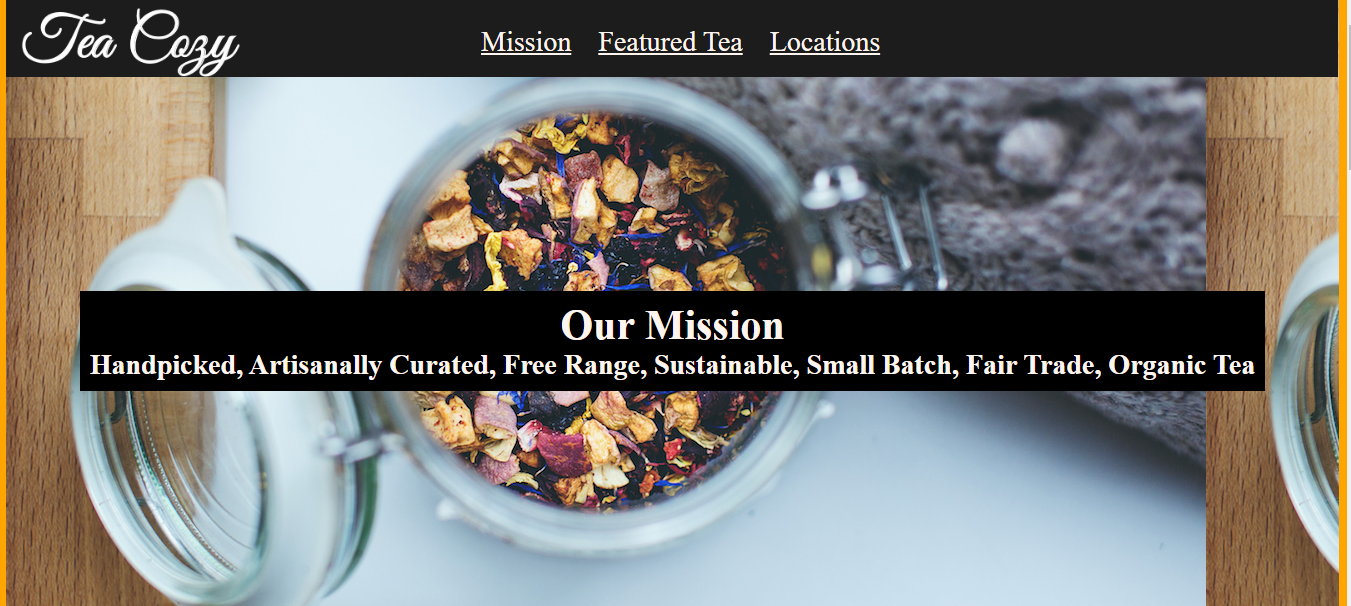 Tea Cozy
Mission Featured Tea Locations
Our Mission
Handpicked, Artisanally Curated, Free Range, Sustainable, Small Batch, Fair Trade, Organic Tea